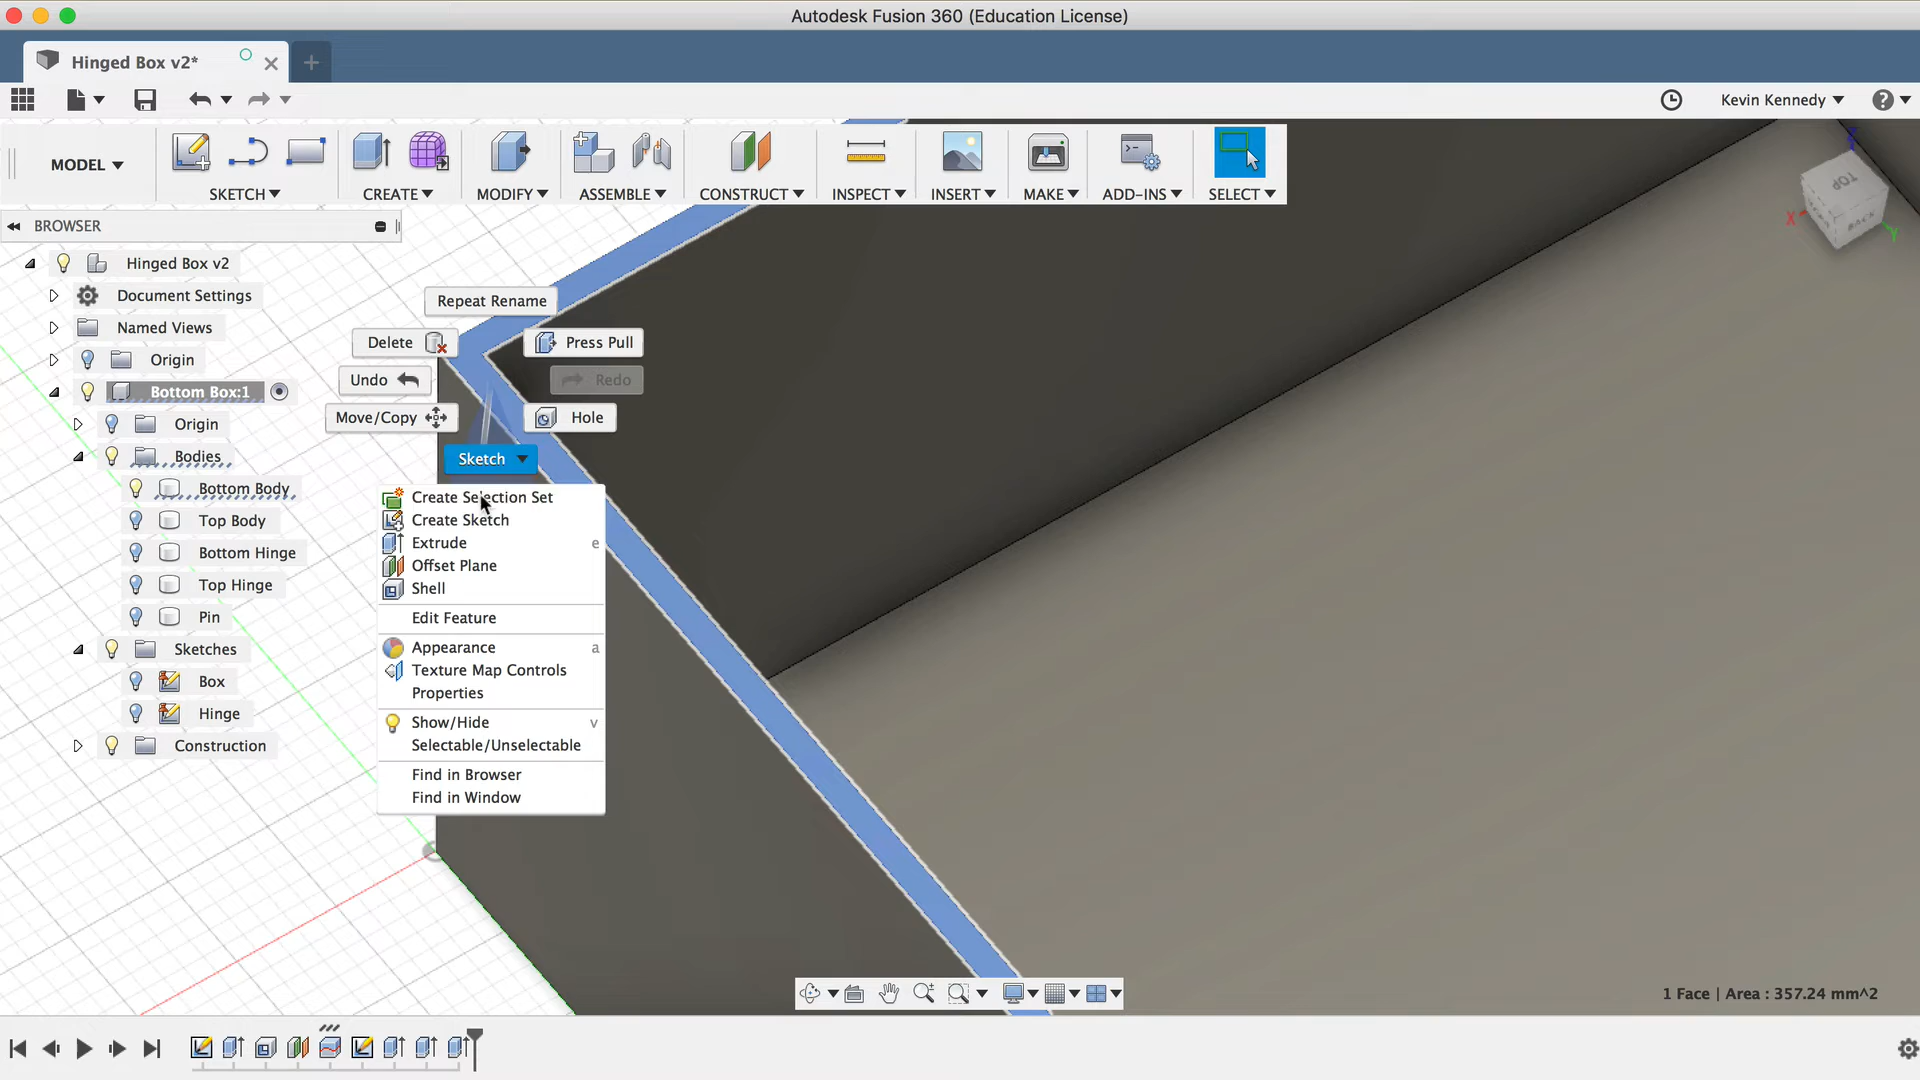 Autodesk Fusion 360 (Education License)
Hinged Box v2*
Kevin Kennedy
MODEL
SKETCH
CREATE
MODIFY
ASSEMBLE
CONSTRUCT
INSPECT
INSERT
MAKE
ADD-INS
SELECT
TOP
BACK
X
Y
Z
BROWSER
Hinged Box v2
Document Settings
Named Views
Origin
Bottom Box:1
Origin
Bodies
Bottom Body
Top Body
Bottom Hinge
Top Hinge
Pin
Sketches
Box
Hinge
Construction
Repeat Rename
Delete
Press Pull
Undo
Redo
Move/Copy
Hole
Sketch
Create Selection Set
Create Sketch
Extrude e
Offset Plane
Shell
Edit Feature
Appearance a
Texture Map Controls
Properties
Show/Hide v
Selectable/Unselectable
Find in Browser
Find in Window
1 Face | Area : 357.24 mm^2